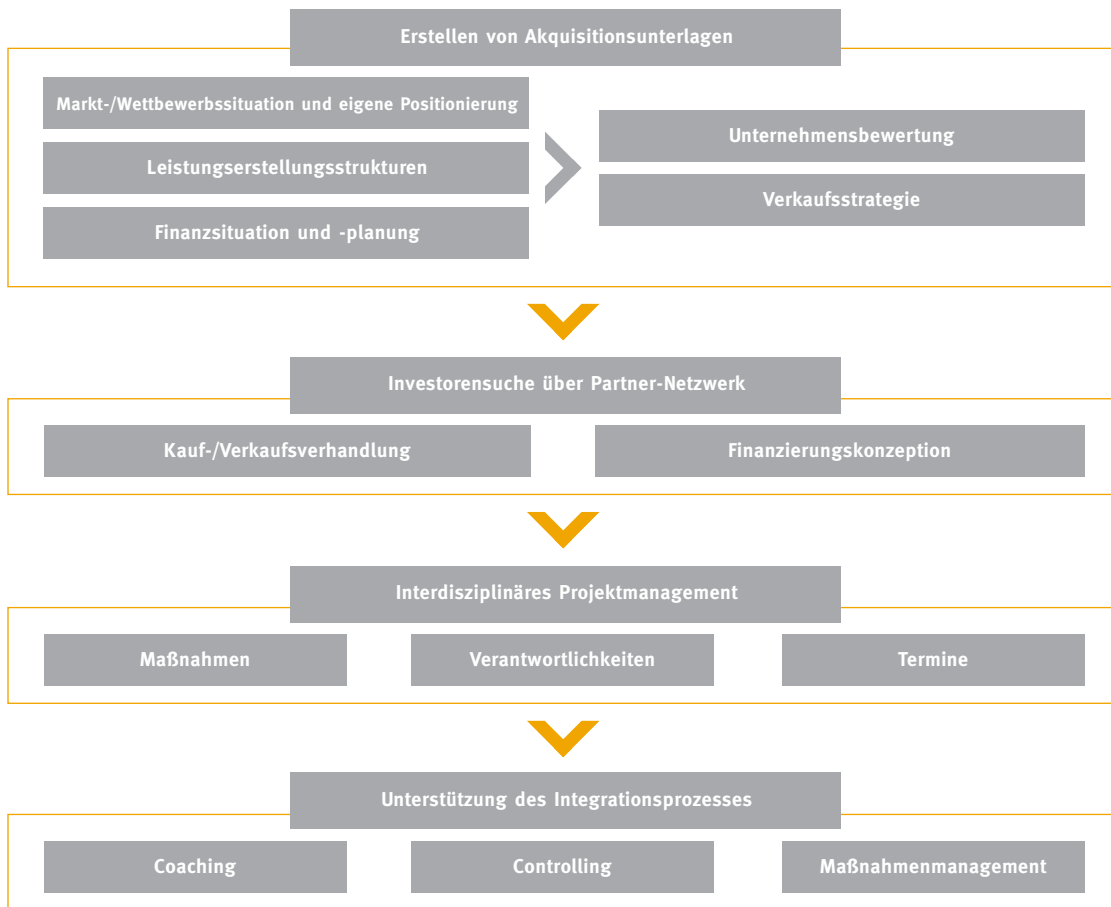 Erstellen von Akquisitionsunterlagen
Markt-/Wettbewerbssituation und eigene Positionierung
Leistungserstellungsstrukturen
Finanzsituation und -planung
Unternehmensbewertung
Verkaufsstrategie
Investorensuche über Partner-Netzwerk
Kauf-/Verkaufsverhandlung
Finanzierungskonzeption
Interdisziplinäres Projektmanagement
Maßnahmen
Verantwortlichkeiten
Termine
Unterstützung des Integrationsprozesses
Coaching
Controlling
Maßnahmenmanagement